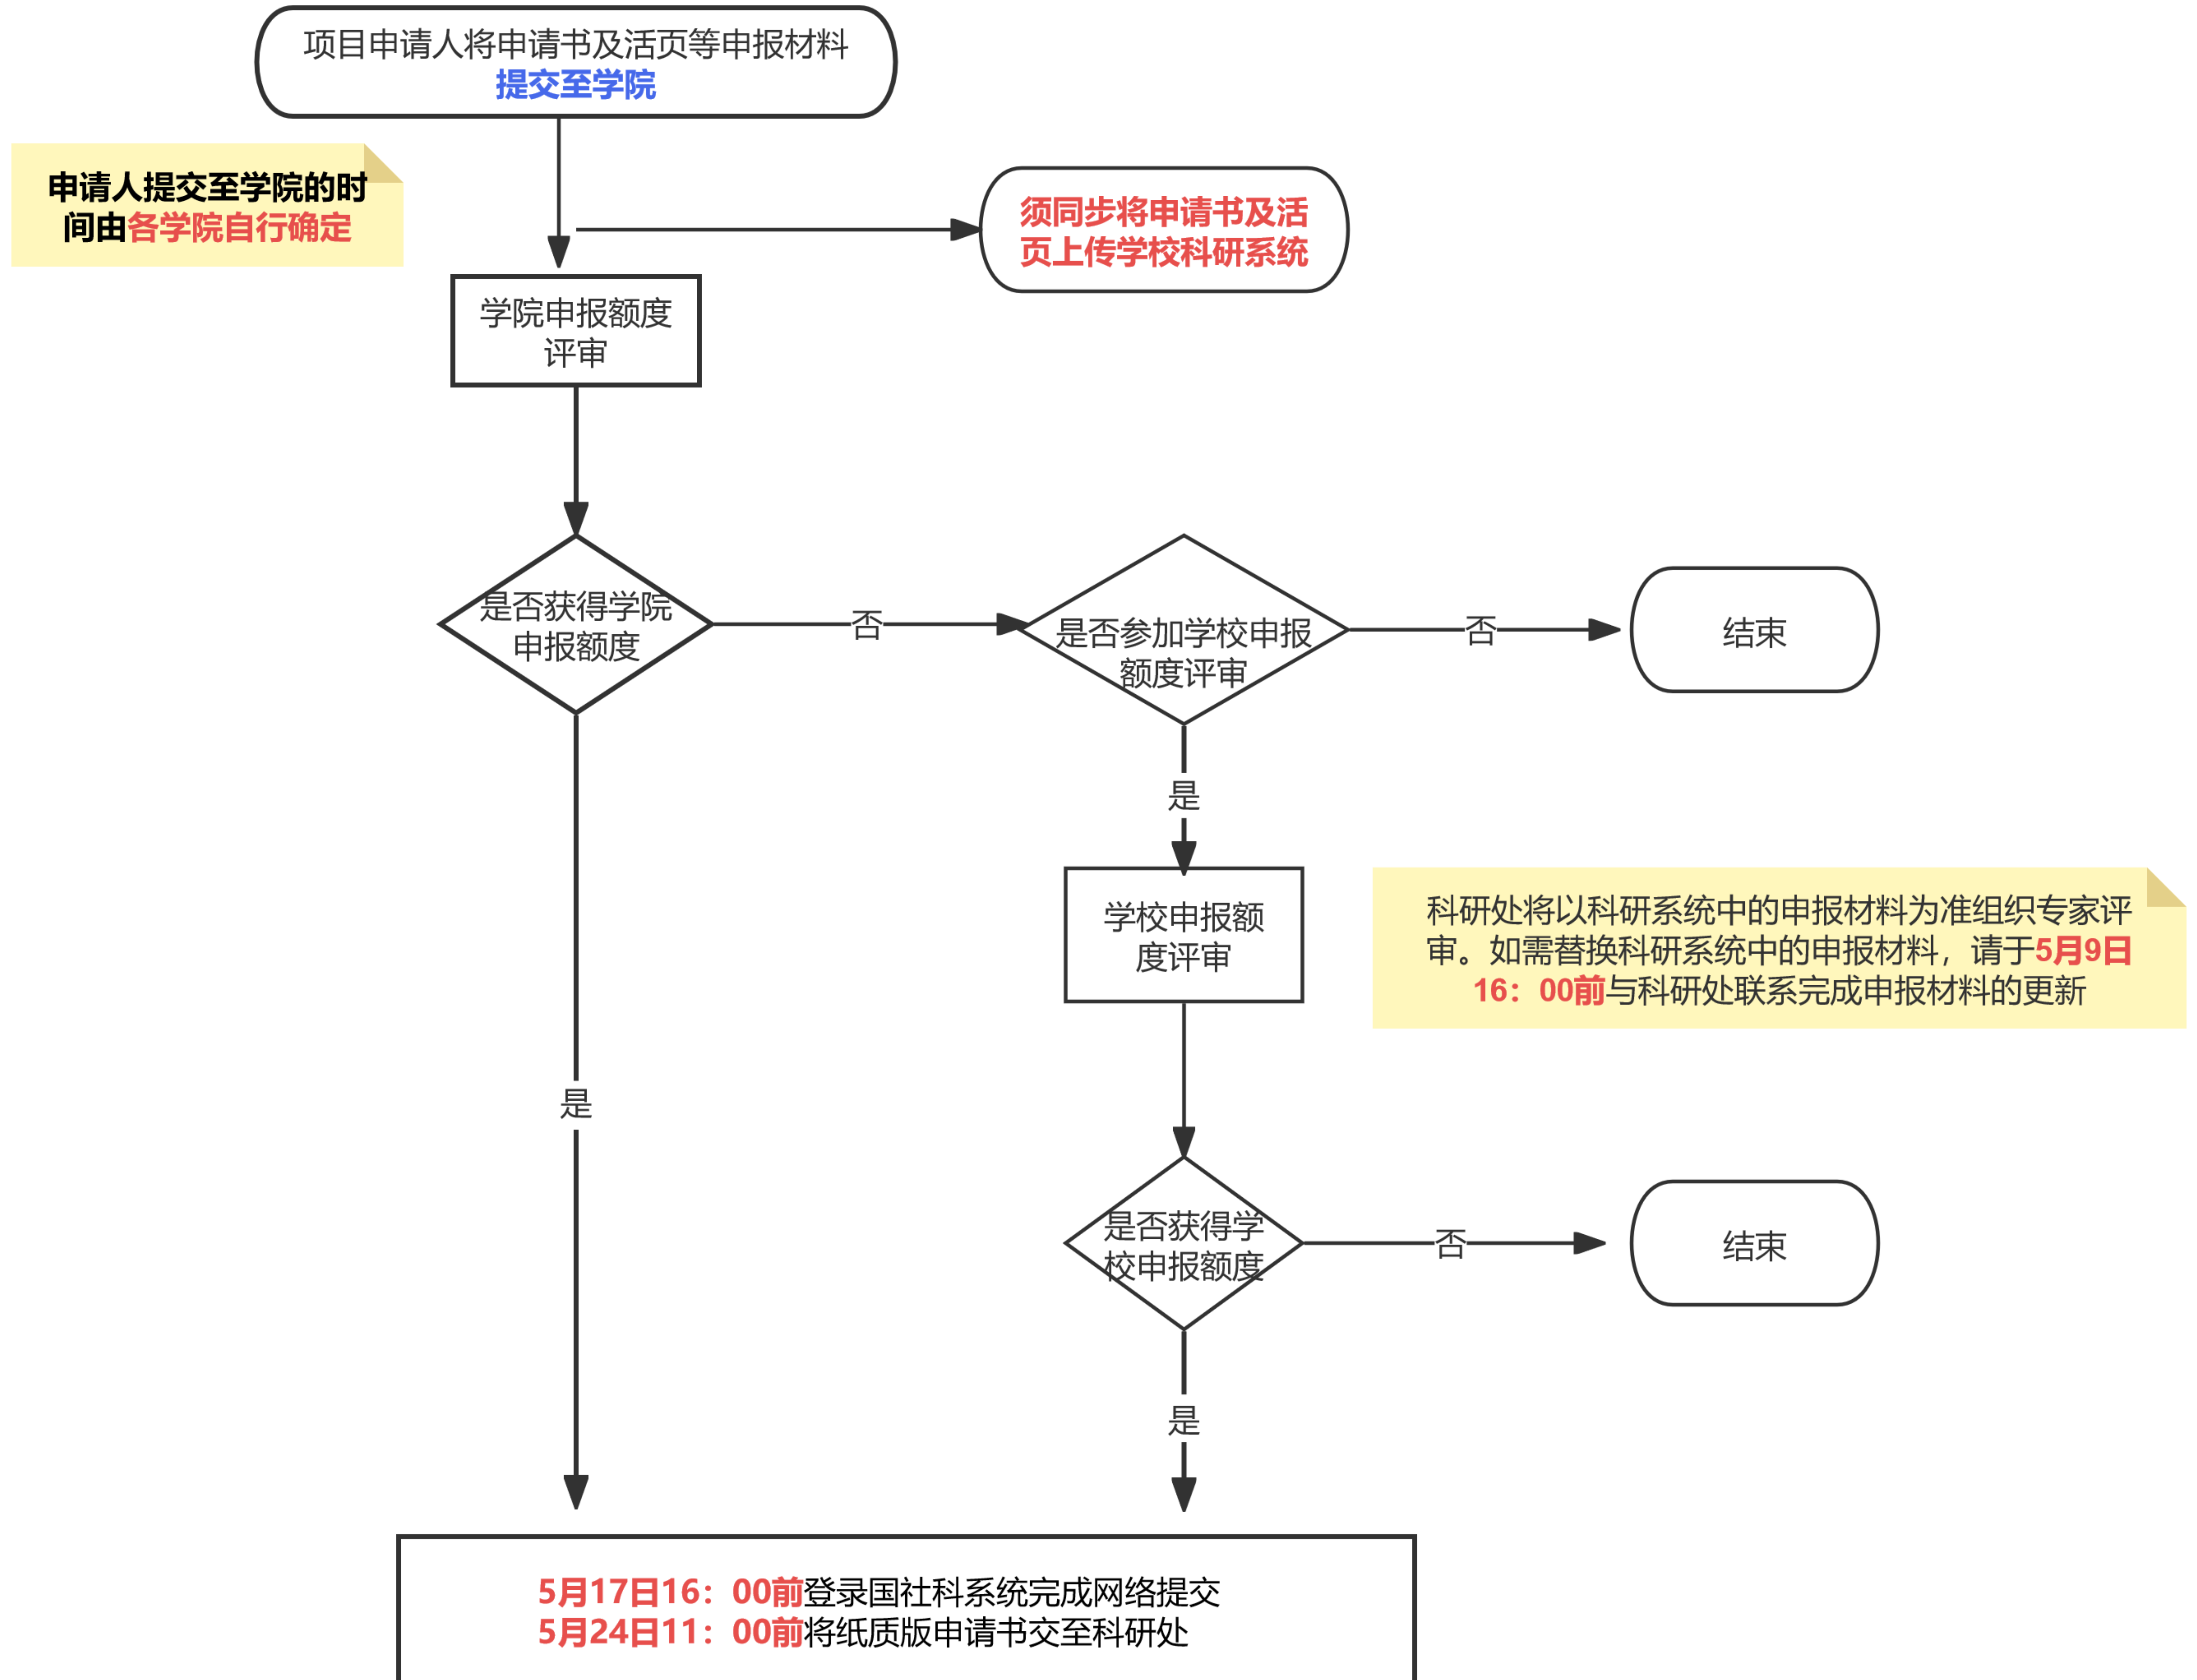 项目申请人将申请书及活页等申报材料
提交至学院
申请人提交至学院的时
间由各学院自行确定
须同步将申请书及活
页上传学校科研系统
学院申报额度
评审
是否获得学院
申报额度
否
是否参加学校申报
额度评审
否
结束
是
学校申报额
度评审
科研处将以科研系统中的申报材料为准组织专家评
审。如需替换科研系统中的申报材料，请于5月9日
16：00前与科研处联系完成申报材料的更新
是
是否获得学
校申报额度
否
结束
是
5月17日16：00前登录国社科系统完成网络提交
5月24日11：00前将纸质版申请书交至科研处